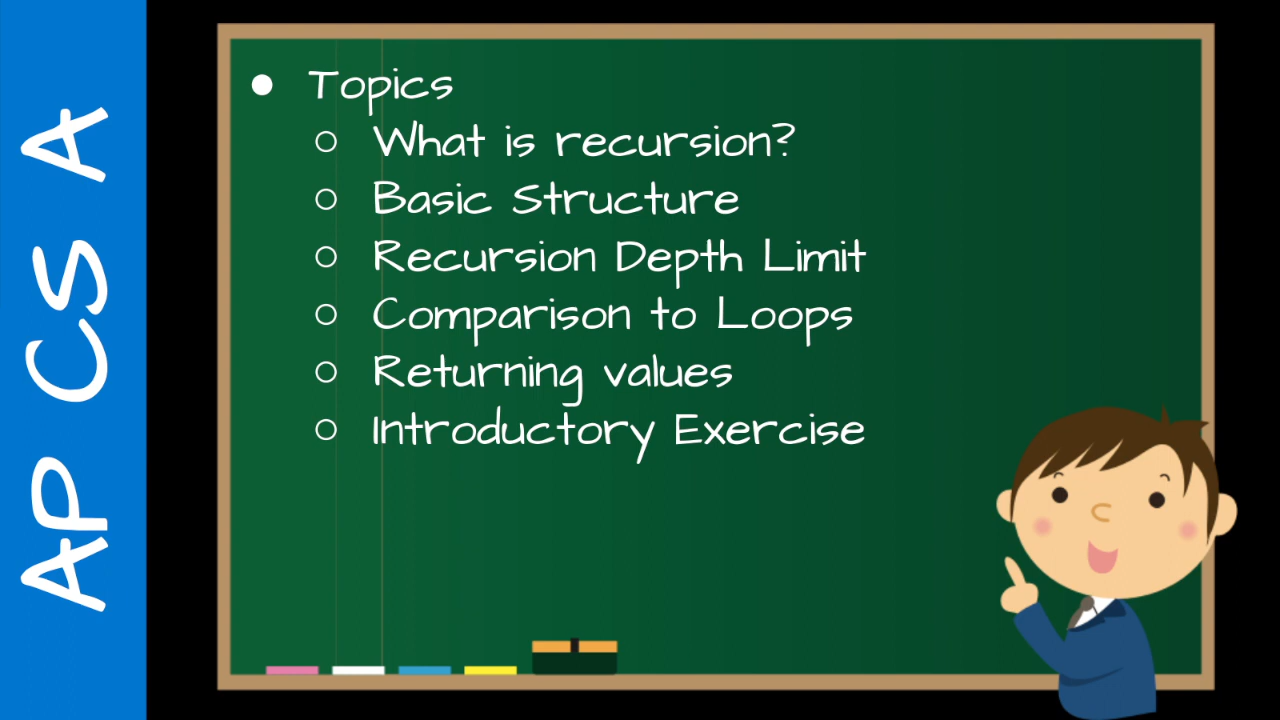 AP CS A
● Topics
○ What is recursion?
○ Basic Structure
○ Recursion Depth Limit
○ Comparison to Loops
○ Returning values
○ Introductory Exercise